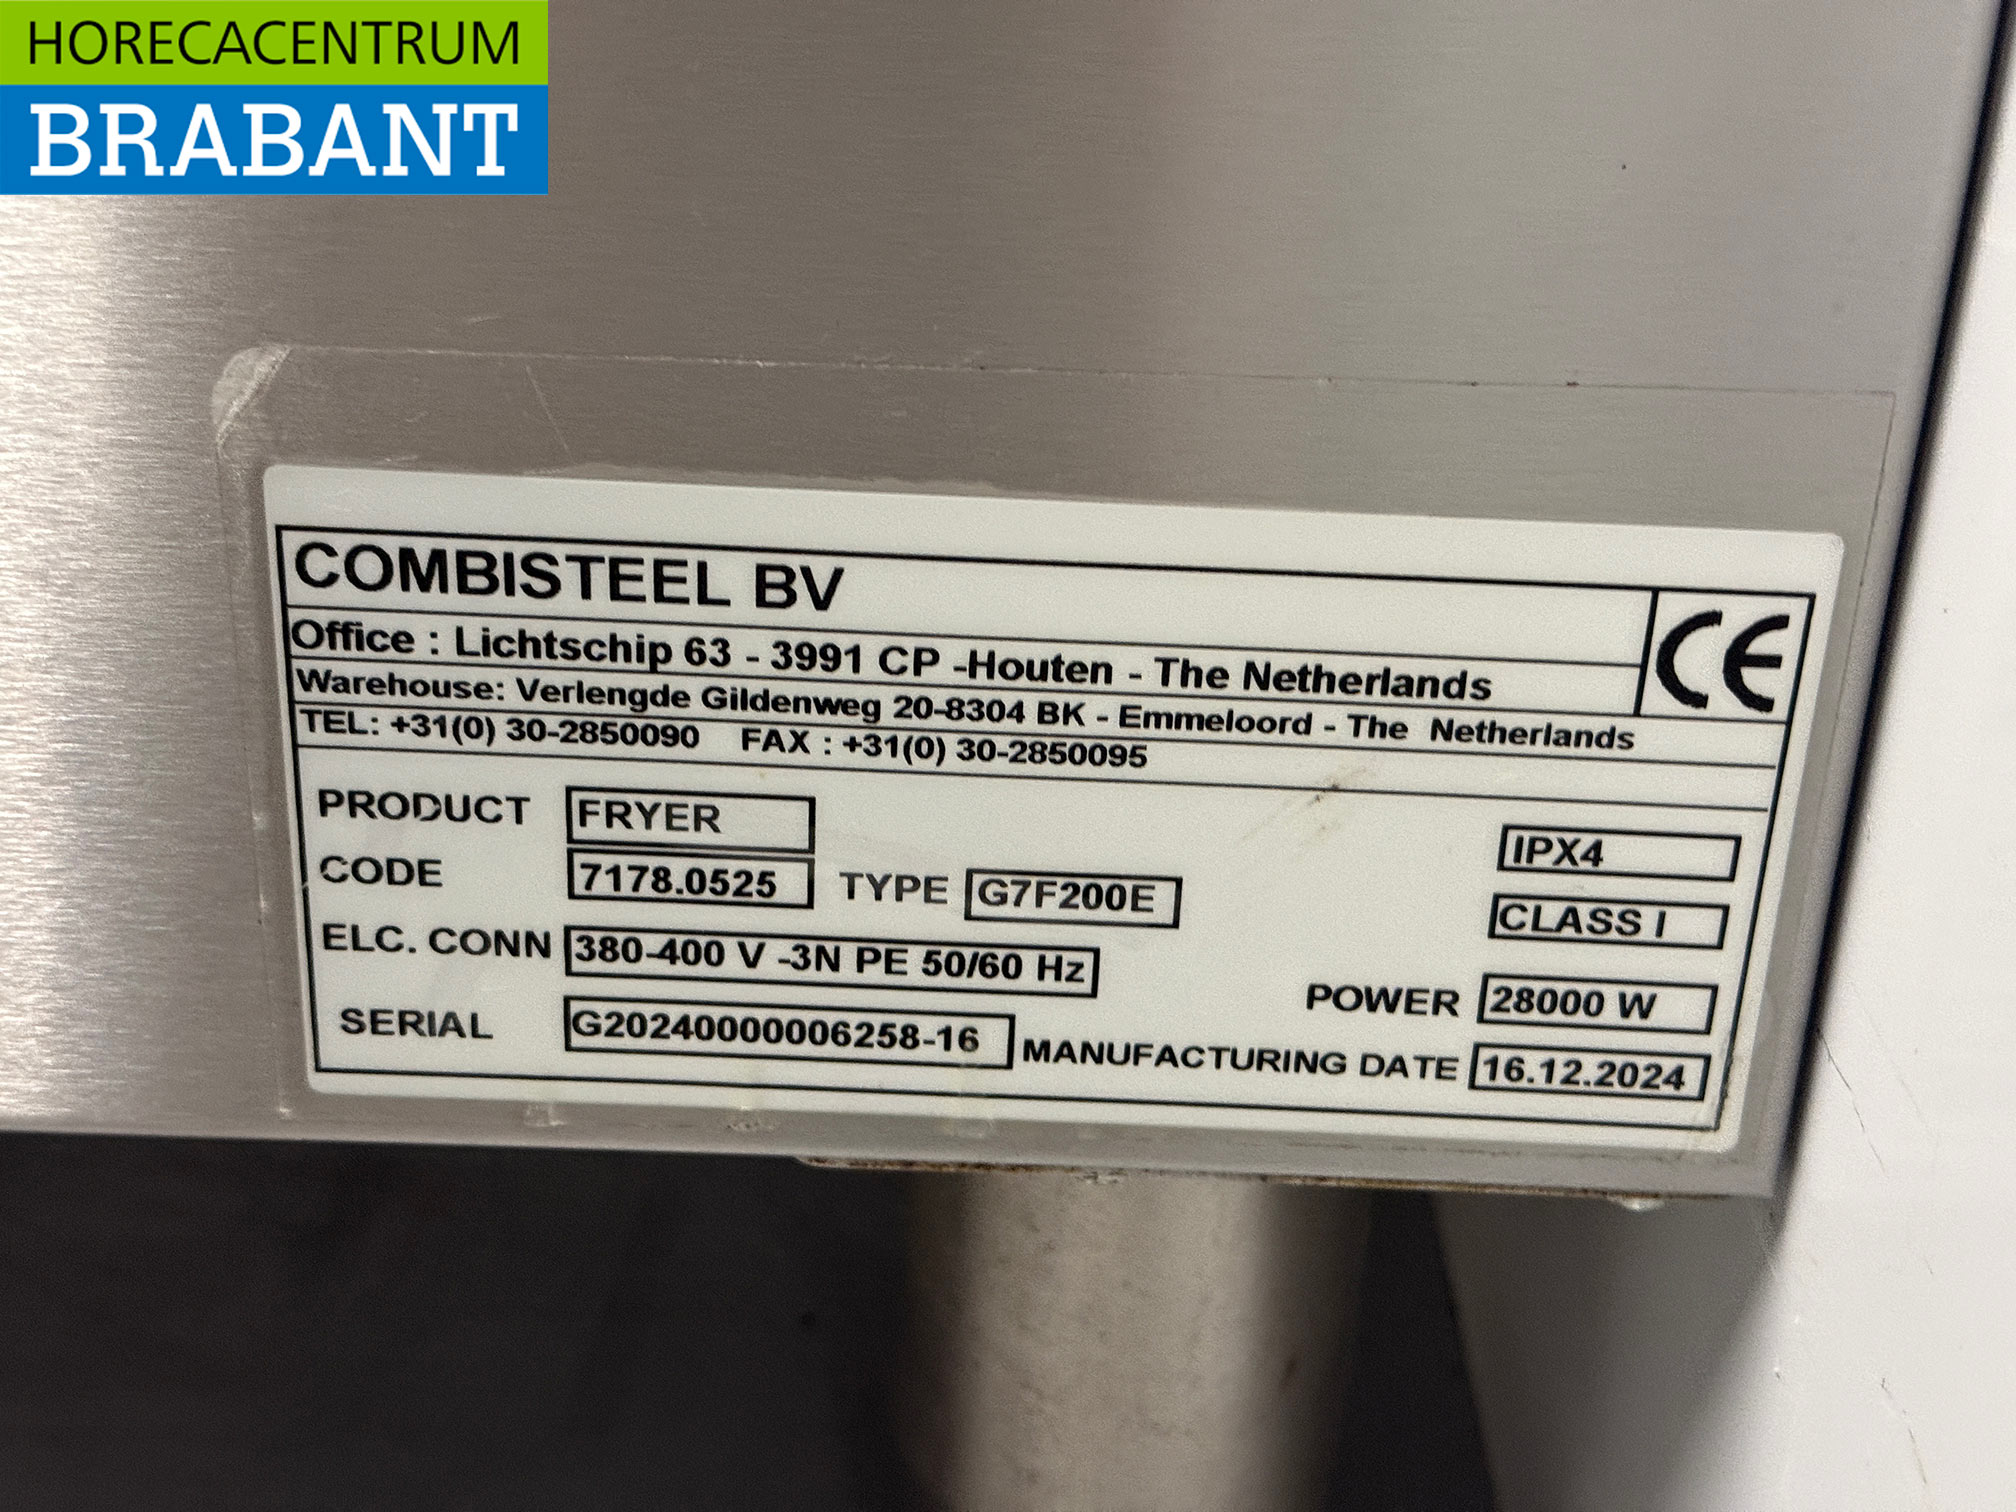 HORECACENTRUM
BRABANT
COMBISTEEL BV
CE
Office : Lichtschip 63 - 3991 CP -Houten - The Netherlands
Warehouse: Verlengde Gildenweg 20-8304 BK - Emmeloord - The Netherlands
TEL: +31(0) 30-2850090 FAX : +31(0) 30-2850095
PRODUCT FRYER IPX4
CODE 7178.0525 TYPE G7F200E CLASS I
ELC. CONN 380-400 V -3N PE 50/60 Hz POWER 28000 W
SERIAL G20240000006258-16 MANUFACTURING DATE 16.12.2024